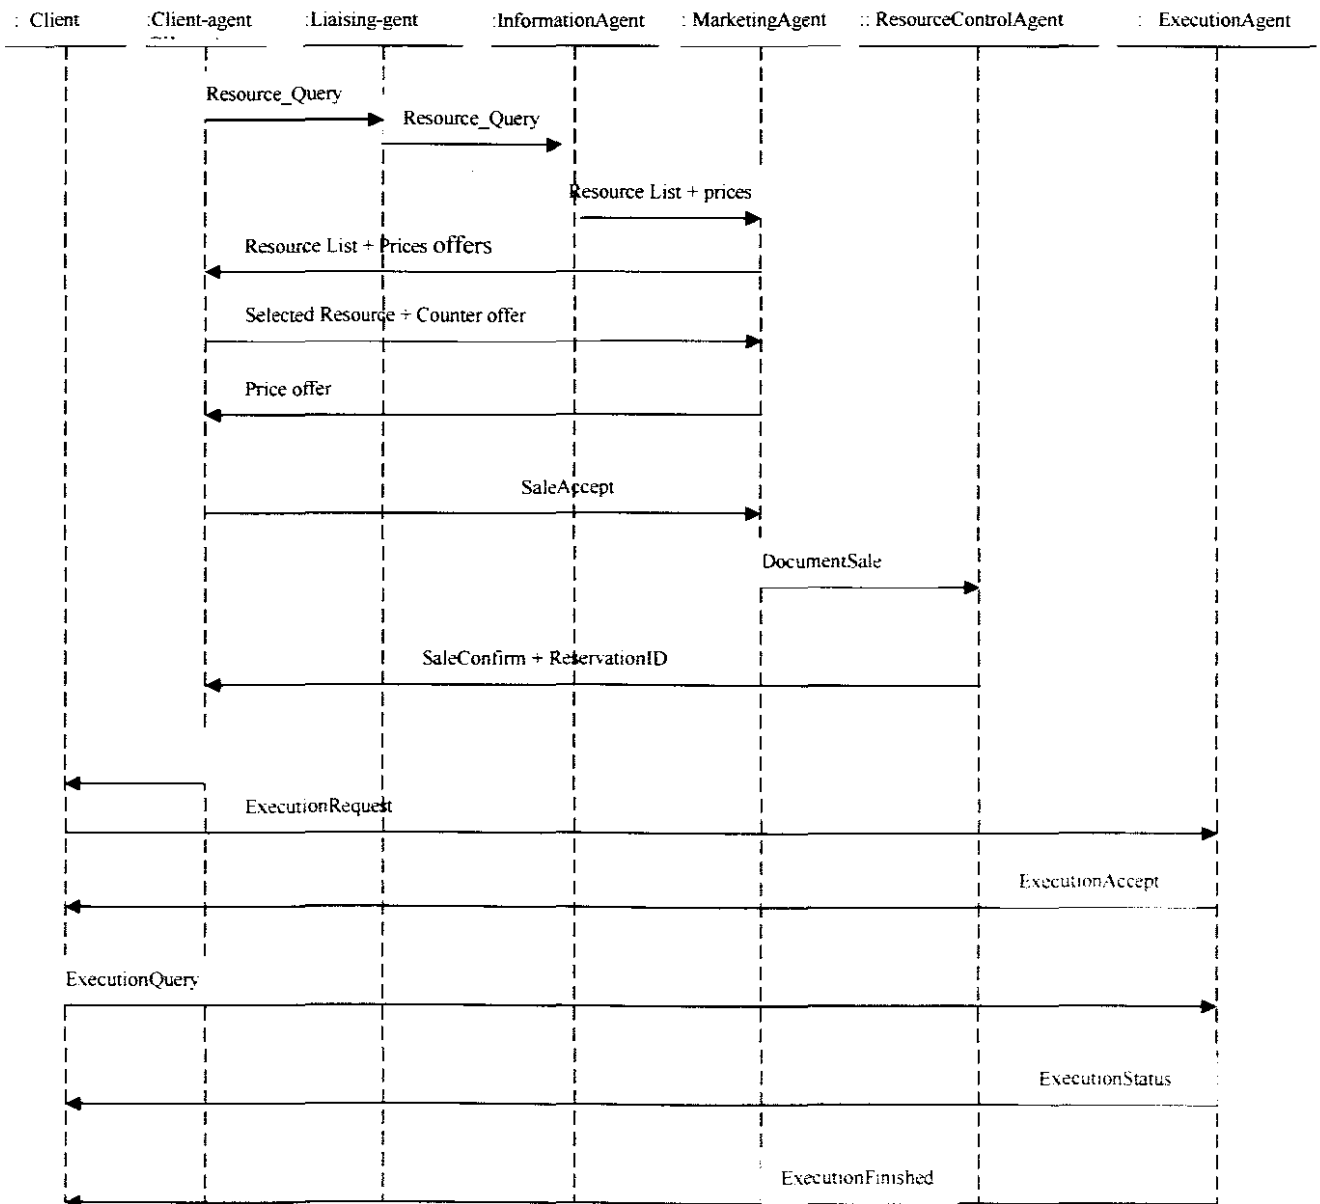 : Client :Client-agent :Liaising-gent :InformationAgent : MarketingAgent :: ResourceControlAgent : ExecutionAgent
Resource_Query
Resource_Query
Resource List + prices
Resource List + Prices offers
Selected Resource + Counter offer
Price offer
SaleAccept
DocumentSale
SaleConfirm + ReservationID
ExecutionRequest
ExecutionAccept
ExecutionQuery
ExecutionStatus
ExecutionFinished